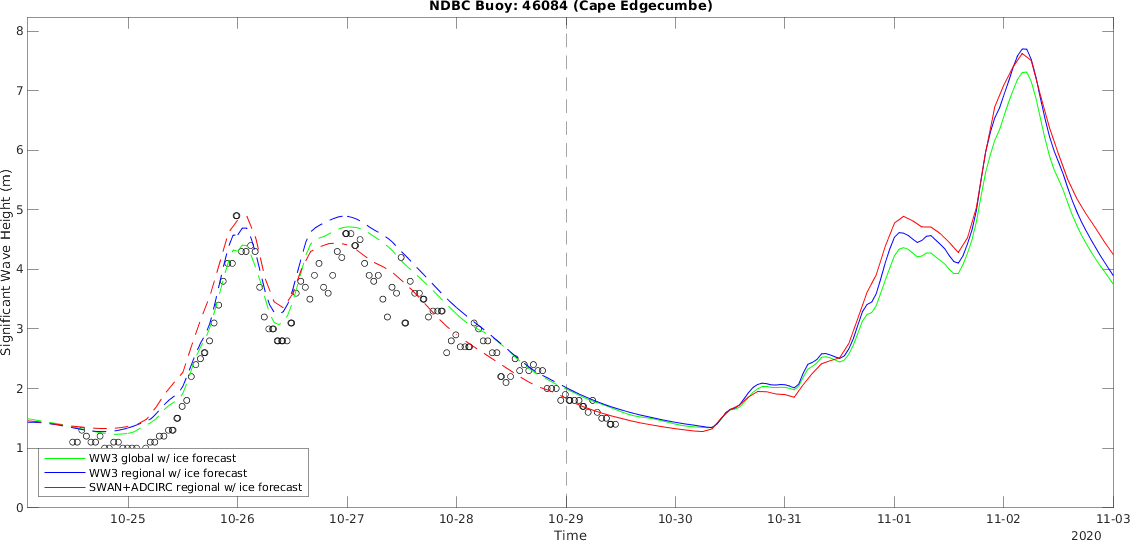 NDBC Buoy: 46084 (Cape Edgecumbe)
Significant Wave Height (m)
8
7
6
5
4
3
2
1
0
WW3 global w/ ice forecast
WW3 regional w/ ice forecast
SWAN+ADCIRC regional w/ ice forecast
10-25 10-26 10-27 10-28 10-29 10-30 10-31 11-01 11-02 11-03
Time
2020